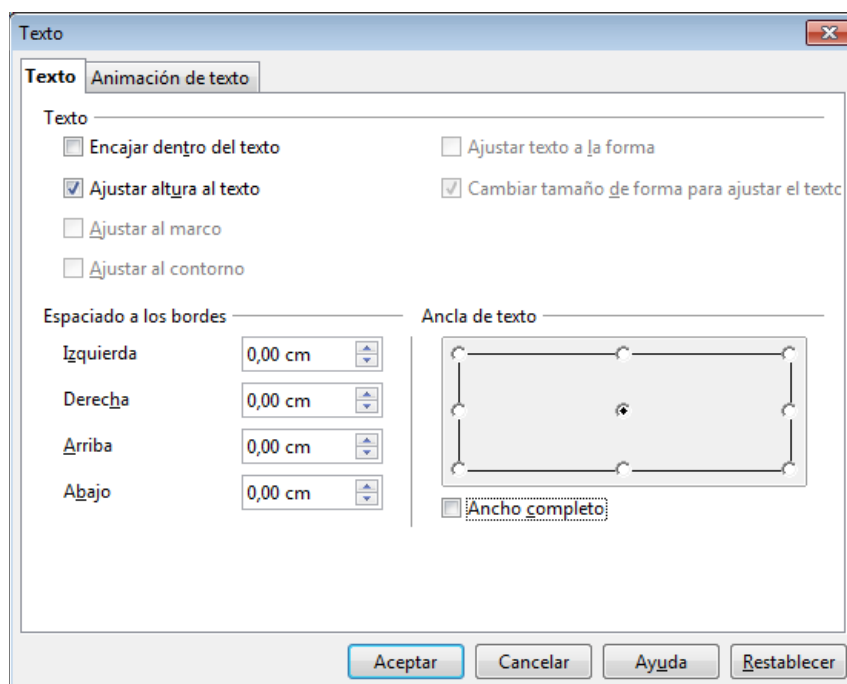 Texto
Texto Animación de texto
Texto
Encajar dentro del texto
Ajustar texto a la forma
Ajustar altura al texto
Cambiar tamaño de forma para ajustar el texto
Ajustar al marco
Ajustar al contorno
Espaciado a los bordes
Izquierda 0,00 cm
Derecha 0,00 cm
Arriba 0,00 cm
Abajo 0,00 cm
Ancla de texto
Ancho completo
Aceptar Cancelar Ayuda Restablecer